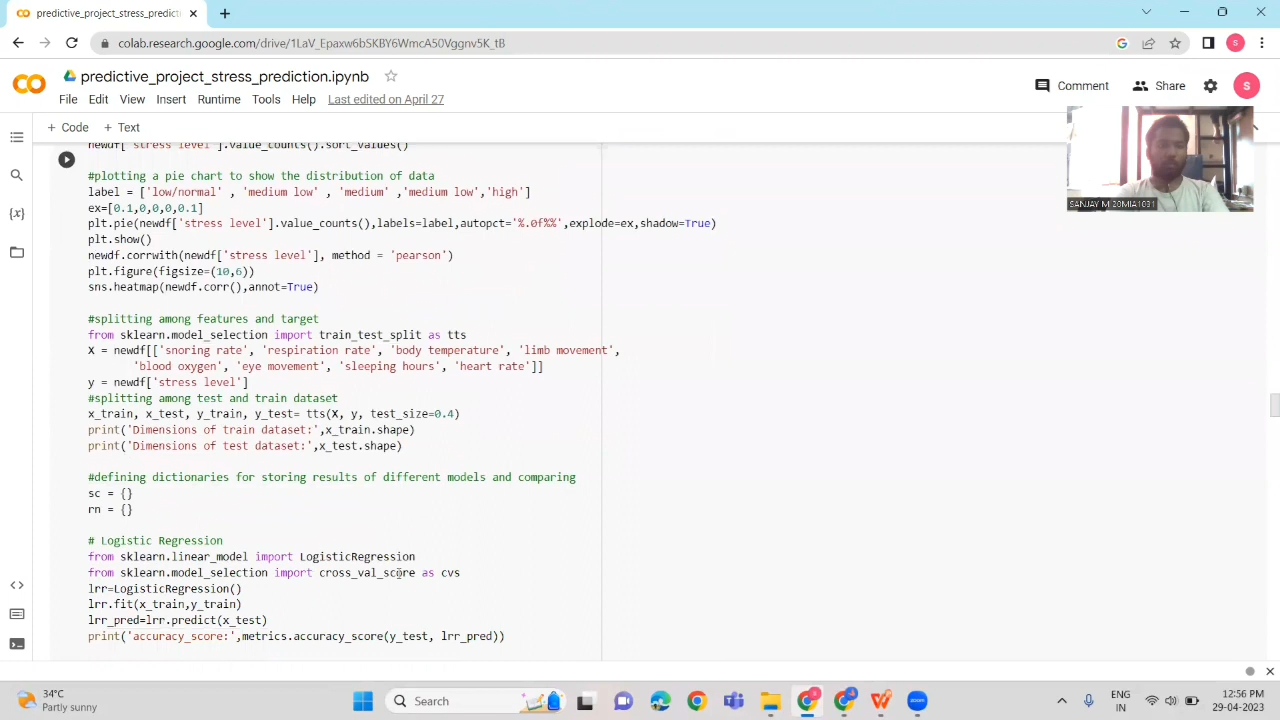 predictive_project_stress_predicti
colab.research.google.com/drive/1LaV_Epaxw6bSKBY6WmcA50Vggnv5K_tB
S
predictive_project_stress_prediction.ipynb
File Edit View Insert Runtime Tools Help Last edited on April 27
Comment Share S
+ Code + Text
newdf['stress level'].value_counts().sort_values()
#plotting a pie chart to show the distribution of data
label = ['low/normal' , 'medium low' , 'medium' ,'medium low','high']
ex=[0.1,0,0,0,0.1]
plt.pie(newdf['stress level'].value_counts(),labels=label,autopct='%.0f%%',explode=ex,shadow=True)
plt.show()
newdf.corrwith(newdf['stress level'], method = 'pearson')
plt.figure(figsize=(10,6))
sns.heatmap(newdf.corr(),annot=True)
#splitting among features and target
from sklearn.model_selection import train_test_split as tts
X = newdf[['snoring rate', 'respiration rate', 'body temperature', 'limb movement',
'blood oxygen', 'eye movement', 'sleeping hours', 'heart rate']]
y = newdf['stress level']
#splitting among test and train dataset
x_train, x_test, y_train, y_test= tts(X, y, test_size=0.4)
print('Dimensions of train dataset:',x_train.shape)
print('Dimensions of test dataset:',x_test.shape)
#defining dictionaries for storing results of different models and comparing
sc = {}
rn = {}
# Logistic Regression
from sklearn.linear_model import LogisticRegression
from sklearn.model_selection import cross_val_score as cvs
lrr=LogisticRegression()
lrr.fit(x_train,y_train)
lrr_pred=lrr.predict(x_test)
print('accuracy_score:',metrics.accuracy_score(y_test, lrr_pred))
SANJAY M 20MIA1031
34°C
Partly sunny
Search
zoom
ENG
IN
12:56 PM
29-04-2023